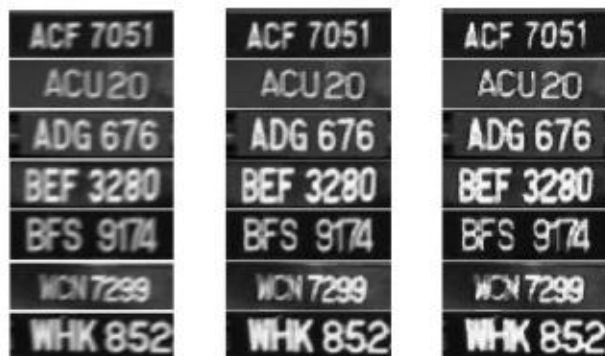 ACF 7051 ACF 7051 ACF 7051
ACU 20 ACU 20 ACU 20
ADG 676 ADG 676 ADG 676
BEF 3280 BEF 3280 BEF 3280
BFS 9174 BFS 9174 BFS 9174
WCN 7299 WCN 7299 WCN 7299
WHK 852 WHK 852 WHK 852